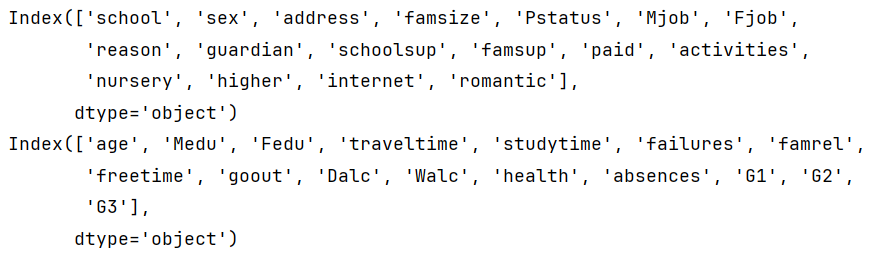 Index(['school', 'sex', 'address', 'famsize', 'Pstatus', 'Mjob', 'Fjob',
       'reason', 'guardian', 'schoolsup', 'famsup', 'paid', 'activities',
       'nursery', 'higher', 'internet', 'romantic'],
      dtype='object')
Index(['age', 'Medu', 'Fedu', 'traveltime', 'studytime', 'failures', 'famrel',
       'freetime', 'goout', 'Dalc', 'Walc', 'health', 'absences', 'G1', 'G2',
       'G3'],
      dtype='object')